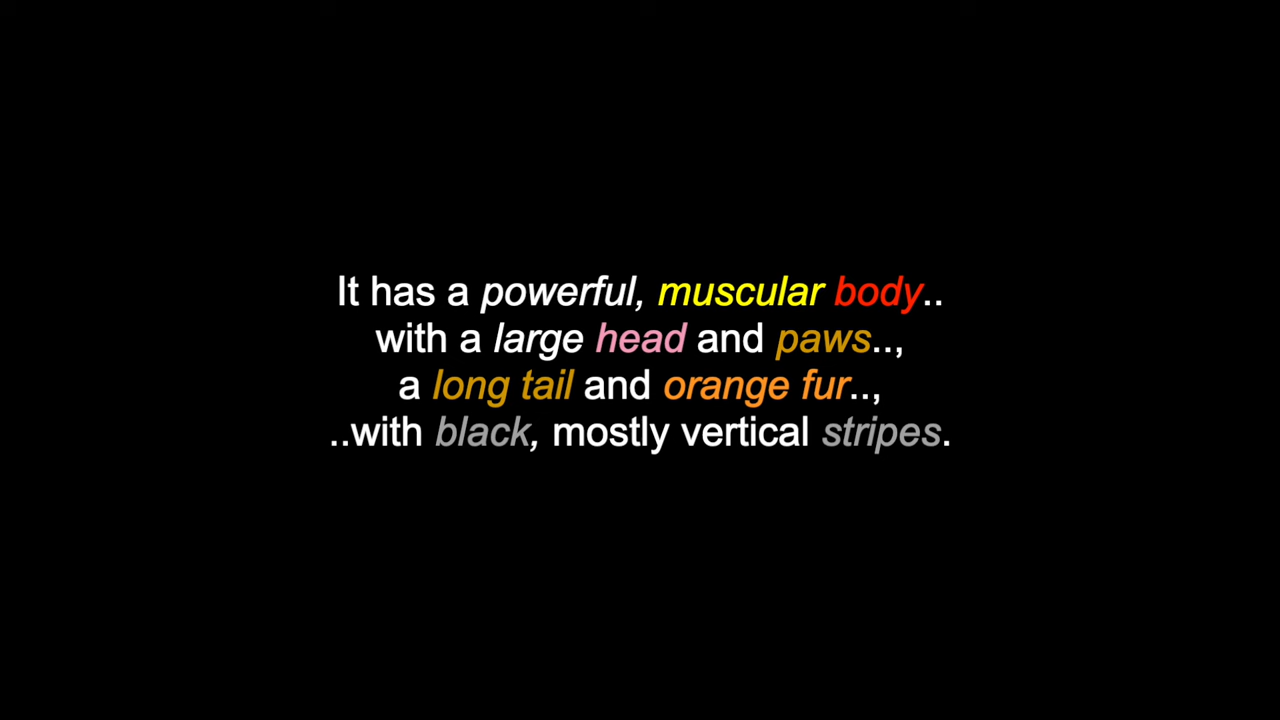 It has a powerful, muscular body..
with a large head and paws..,
a long tail and orange fur..,
..with black, mostly vertical stripes.